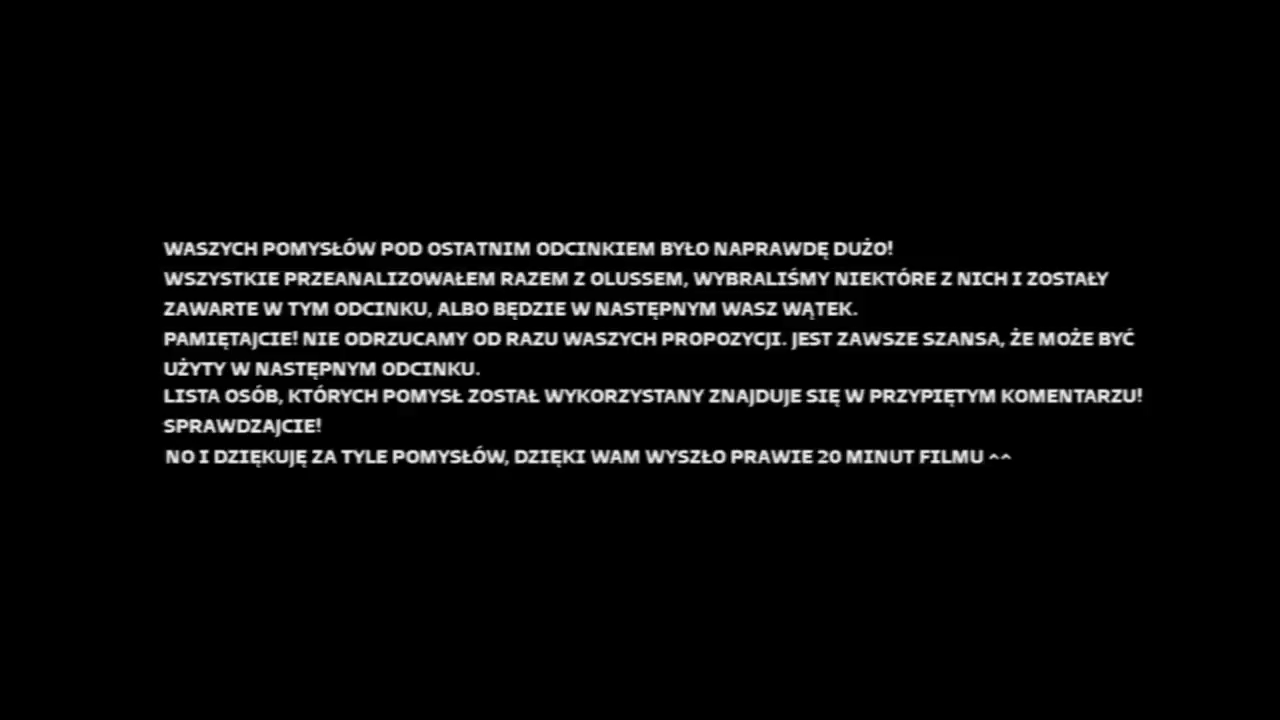 WASZYCH POMYSŁÓW POD OSTATNIM ODCINKIEM BYŁO NAPRAWDĘ DUŻO!
WSZYSTKIE PRZEANALIZOWAŁEM RAZEM Z OLUSSEM, WYBRALIŚMY NIEKTÓRE Z NICH I ZOSTAŁY
ZAWARTE W TYM ODCINKU, ALBO BĘDZIE W NASTĘPNYM WASZ WĄTEK.
PAMIĘTAJCIE! NIE ODRZUCAMY OD RAZU WASZYCH PROPOZYCJI. JEST ZAWSZE SZANSA, ŻE MOŻE BYĆ
UŻYTY W NASTĘPNYM ODCINKU.
LISTA OSÓB, KTÓRYCH POMYSŁ ZOSTAŁ WYKORZYSTANY ZNAJDUJE SIĘ W PRZYPIĘTYM KOMENTARZU!
SPRAWDZAJCIE!
NO I DZIĘKUJĘ ZA TYLE POMYSŁÓW, DZIĘKI WAM WYSZŁO PRAWIE 20 MINUT FILMU ^^